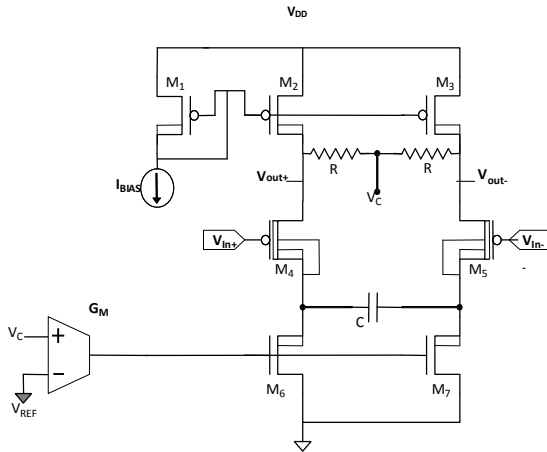 VDD
M1
M2
M3
IBIAS
R
R
Vout+
VC
Vout-
VIn+
VIn-
M4
M5
-
GM
C
VC
+
−
VREF
M6
M7